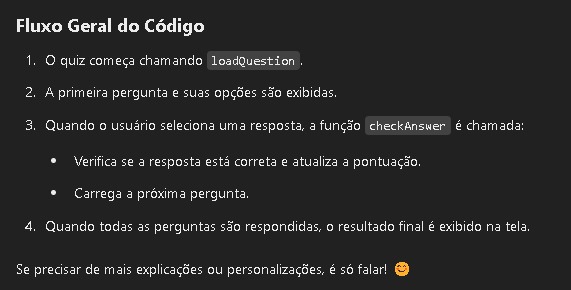 Fluxo Geral do Código
1. O quiz começa chamando loadQuestion.
2. A primeira pergunta e suas opções são exibidas.
3. Quando o usuário seleciona uma resposta, a função checkAnswer é chamada:
• Verifica se a resposta está correta e atualiza a pontuação.
• Carrega a próxima pergunta.
4. Quando todas as perguntas são respondidas, o resultado final é exibido na tela.
Se precisar de mais explicações ou personalizações, é só falar! 😊